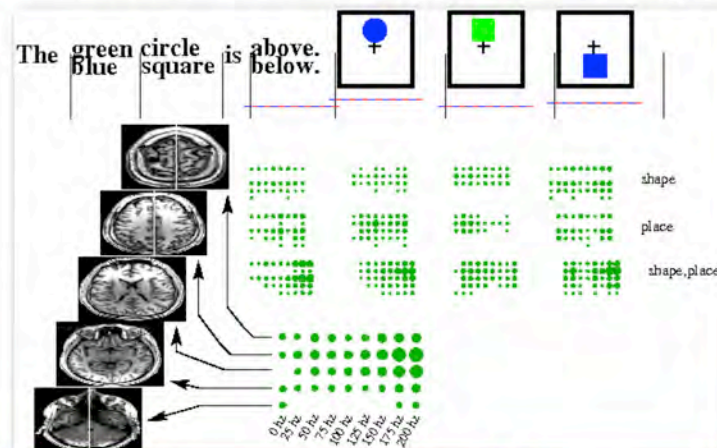 The green circle is above.
blue square below.
shape
place
shape,place
0 hz
25 hz
50 hz
75 hz
100 hz
125 hz
150 hz
175 hz
200 hz